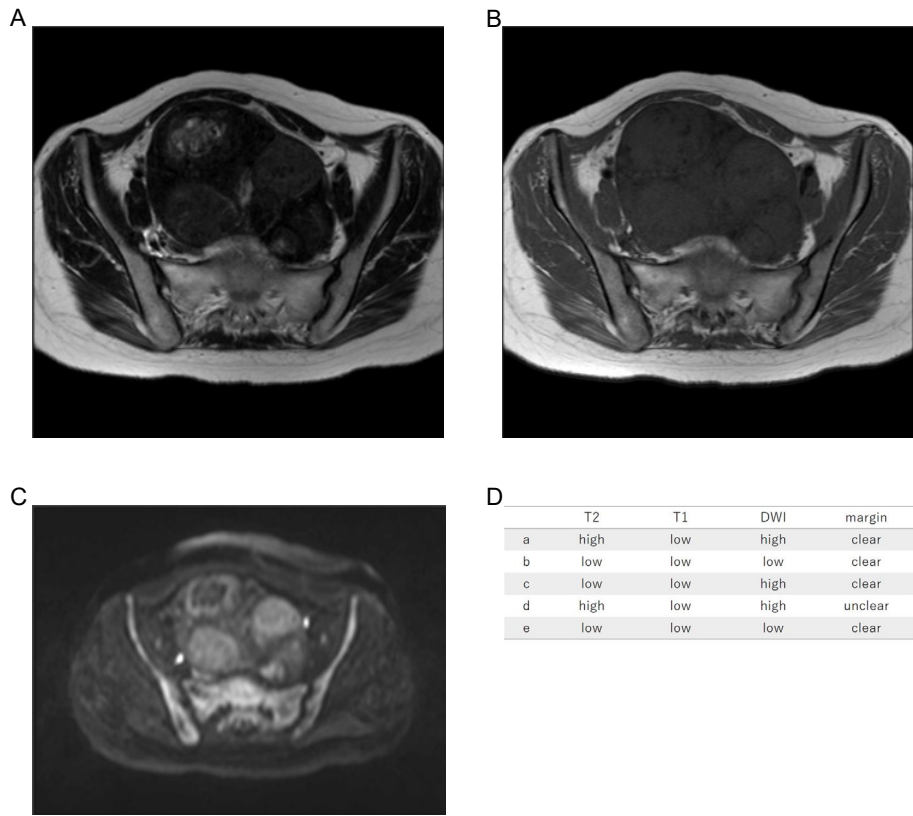 A
B
C
D
T2 T1 DWI margin
a high low high clear
b low low low clear
c low low high clear
d high low high unclear
e low low low clear